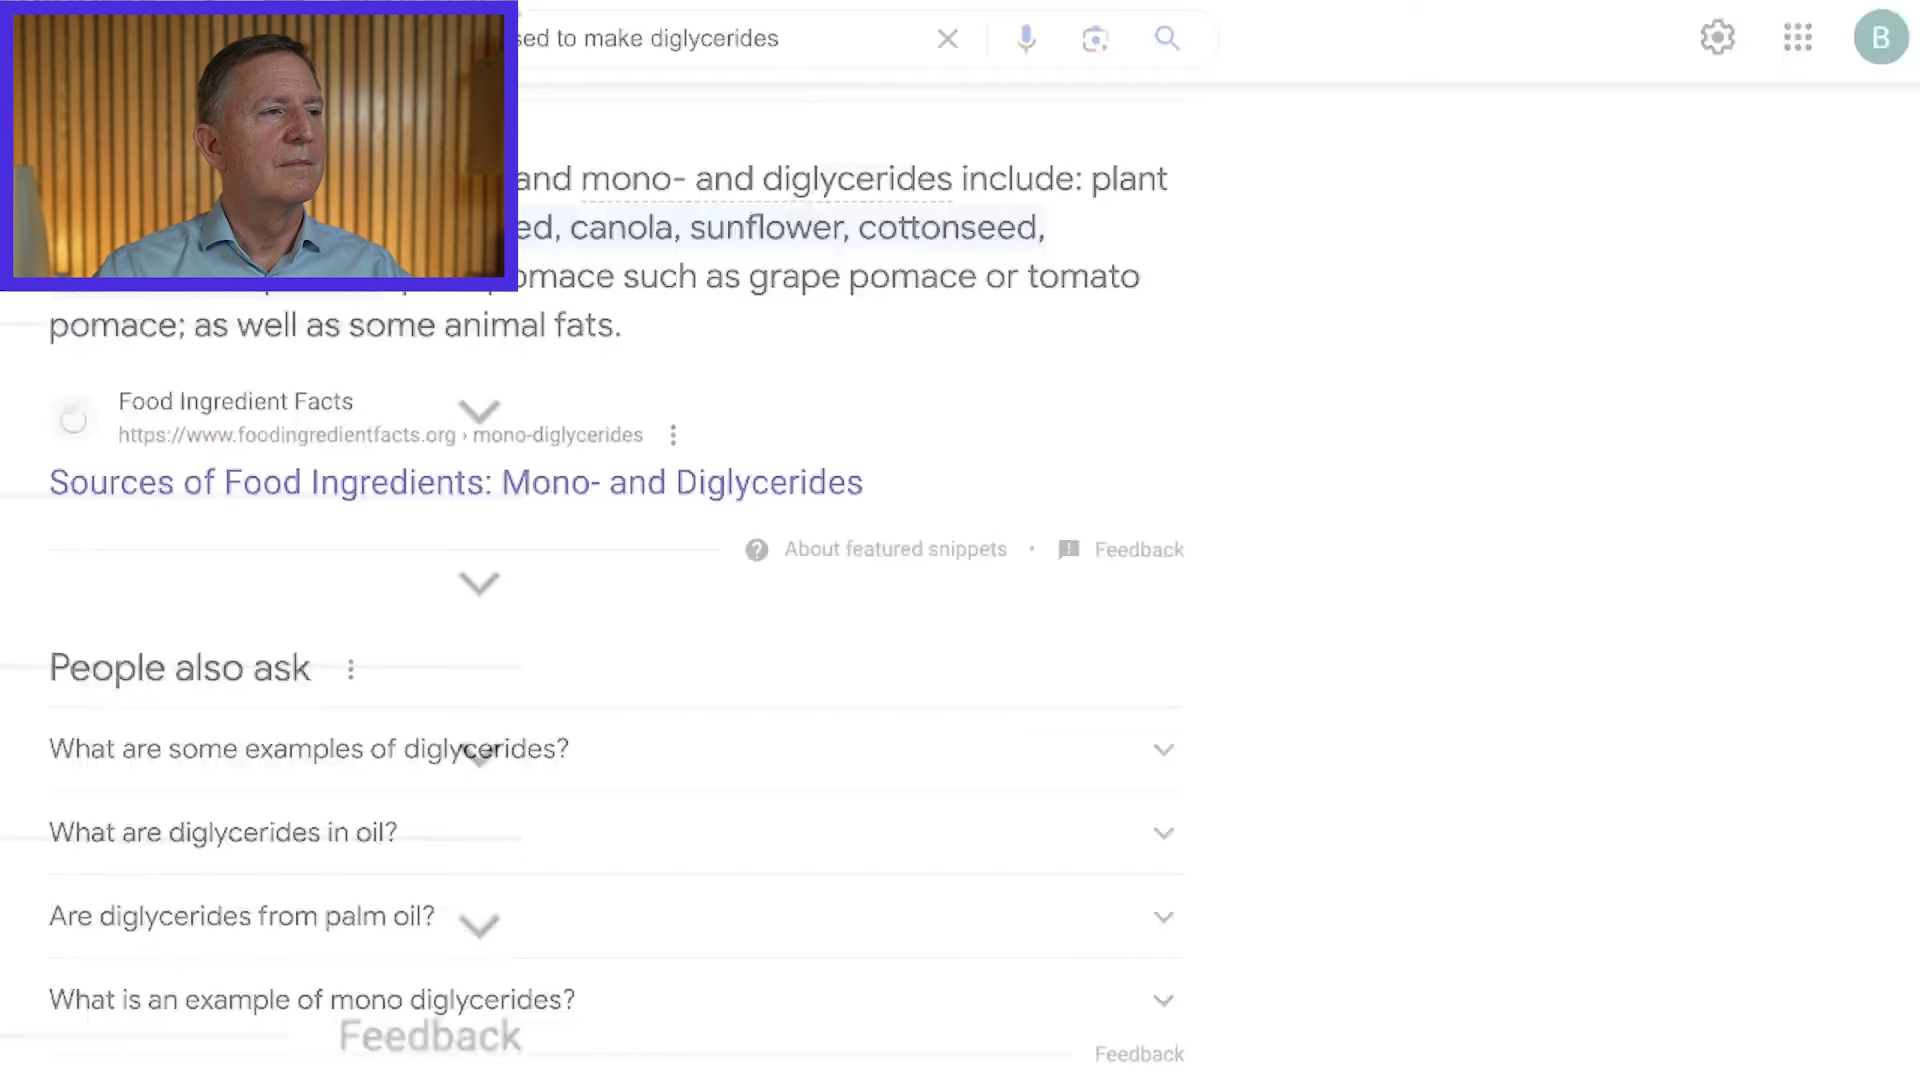 sed to make diglycerides
B
and mono- and diglycerides include: plant
ed, canola, sunflower, cottonseed,
omace such as grape pomace or tomato
pomace; as well as some animal fats.
Food Ingredient Facts
https://www.foodingredientfacts.org › mono-diglycerides
Sources of Food Ingredients: Mono- and Diglycerides
About featured snippets • Feedback
People also ask
What are some examples of diglycerides?
What are diglycerides in oil?
Are diglycerides from palm oil?
What is an example of mono diglycerides?
Feedback
Feedback